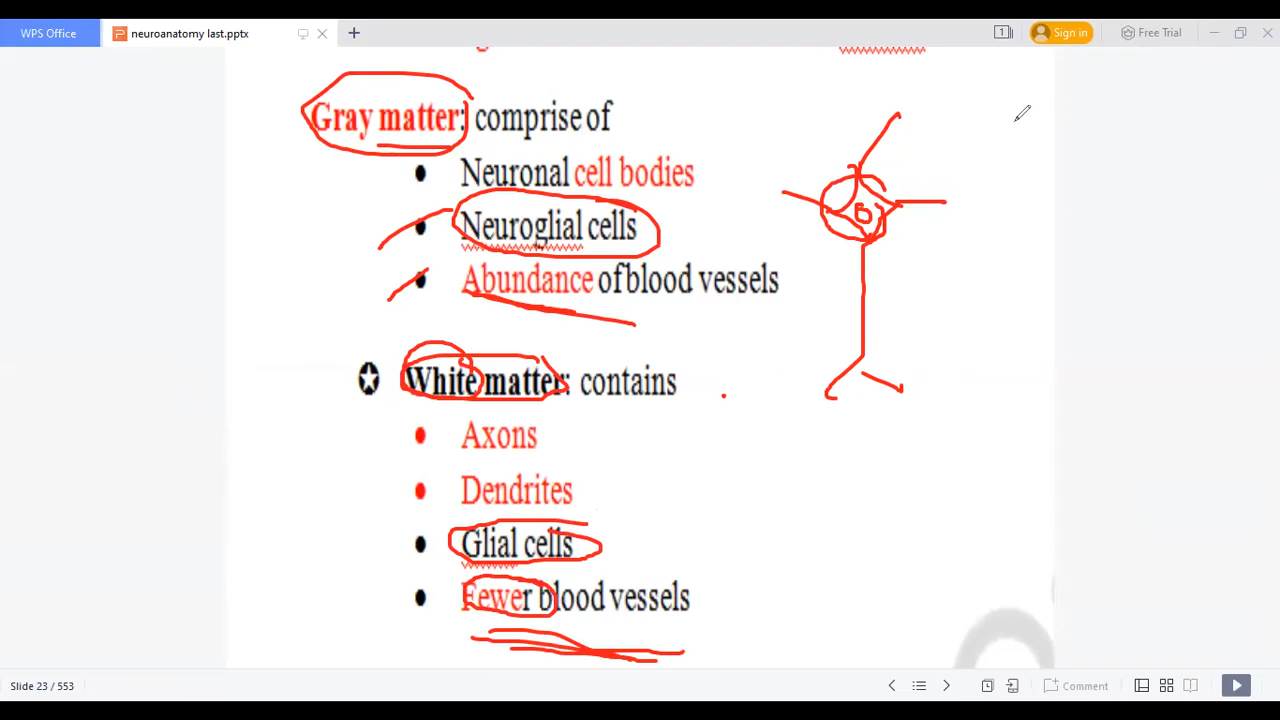 WPS Office
neuroanatomy last.pptx
1
Sign in
Free Trial
Gray matter: comprise of
Neuronal cell bodies
Neuroglial cells
Abundance of blood vessels
White matter: contains
Axons
Dendrites
Glial cells
Fewer blood vessels
Slide 23 / 553
Comment